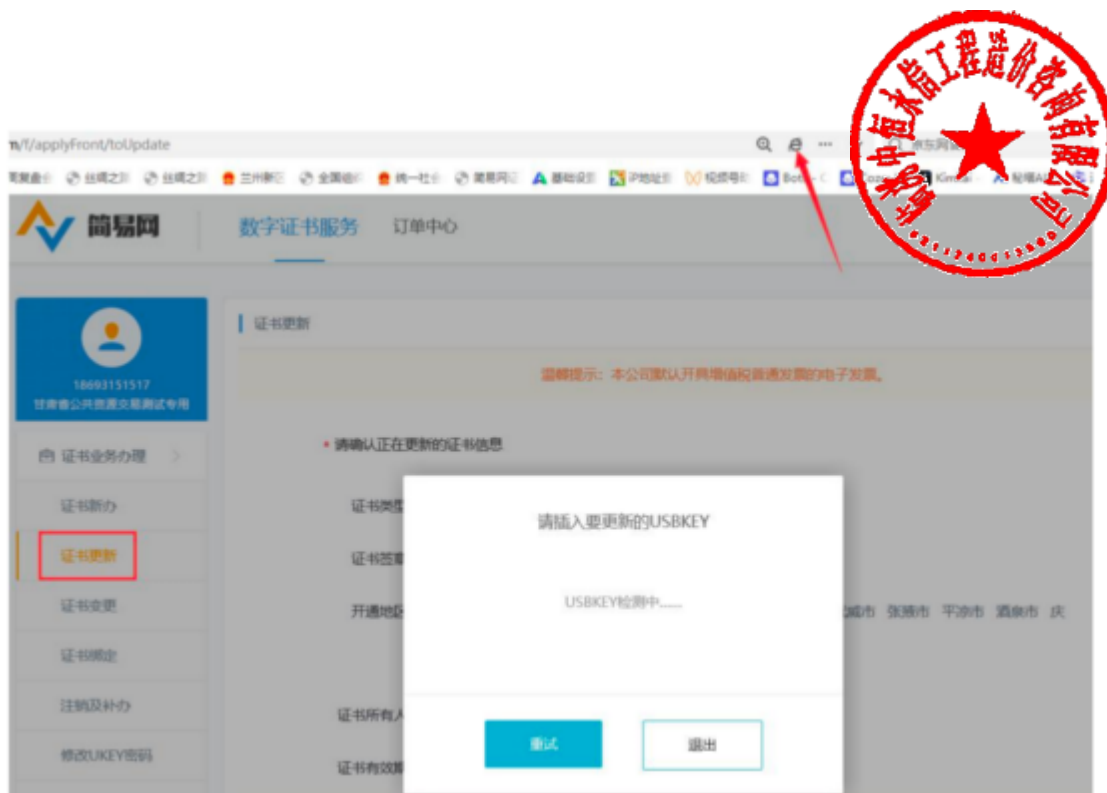 m/f/applyFront/toUpdate
简易网
数字证书服务 订单中心
18693151517
甘肃省公共资源交易测试专用
证书更新
温馨提示：本公司默认开具增值税普通发票的电子发票。
* 请确认正在更新的证书信息
证书业务办理
证书新办
证书更新
证书变更
证书绑定
注销及补办
修改UKEY密码
证书类型
证书签章
开通地区
威市 张掖市 平凉市 酒泉市 庆
证书所有人
证书有效期
请插入要更新的USBKEY
USBKEY检测中......
重试 退出
中恒永信工程造价咨询有限公司